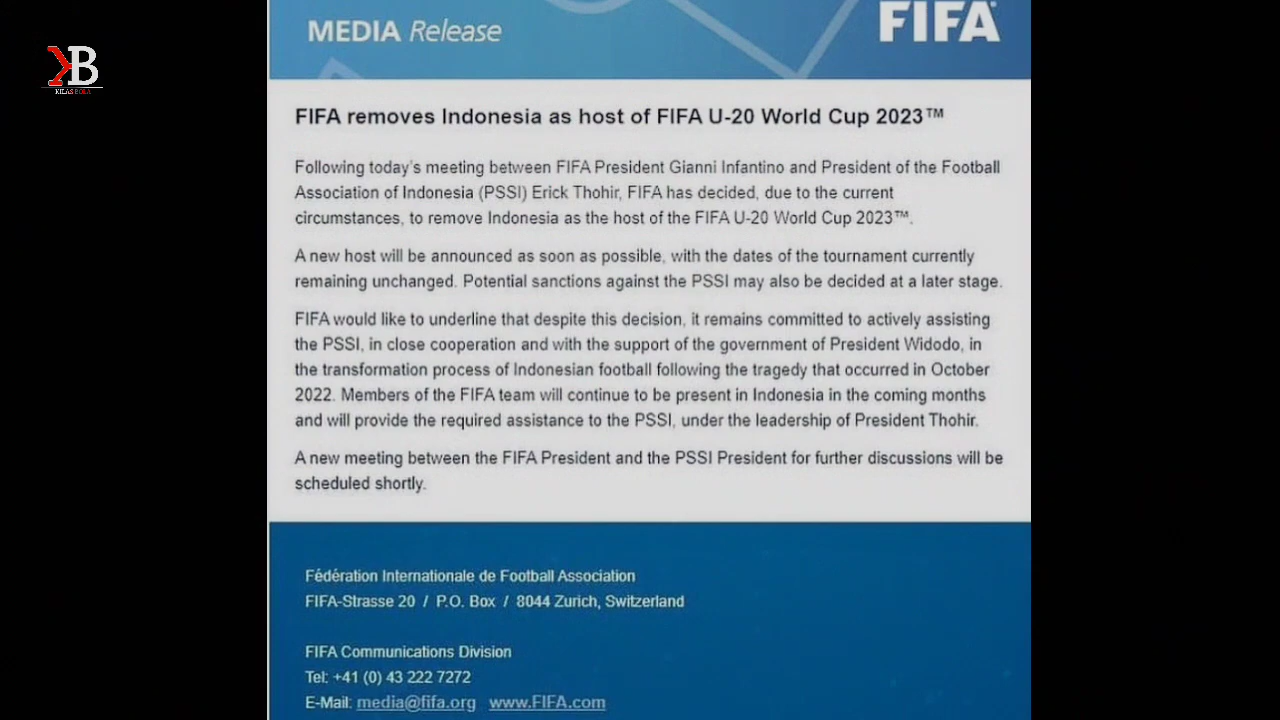 MEDIA Release
FIFA
KB
KILAS BOLA
FIFA removes Indonesia as host of FIFA U-20 World Cup 2023™
Following today's meeting between FIFA President Gianni Infantino and President of the Football
Association of Indonesia (PSSI) Erick Thohir, FIFA has decided, due to the current
circumstances, to remove Indonesia as the host of the FIFA U-20 World Cup 2023™.
A new host will be announced as soon as possible, with the dates of the tournament currently
remaining unchanged. Potential sanctions against the PSSI may also be decided at a later stage.
FIFA would like to underline that despite this decision, it remains committed to actively assisting
the PSSI, in close cooperation and with the support of the government of President Widodo, in
the transformation process of Indonesian football following the tragedy that occurred in October
2022. Members of the FIFA team will continue to be present in Indonesia in the coming months
and will provide the required assistance to the PSSI, under the leadership of President Thohir.
A new meeting between the FIFA President and the PSSI President for further discussions will be
scheduled shortly.
Fédération Internationale de Football Association
FIFA-Strasse 20 / P.O. Box / 8044 Zurich, Switzerland
FIFA Communications Division
Tel: +41 (0) 43 222 7272
E-Mail: media@fifa.org www.FIFA.com